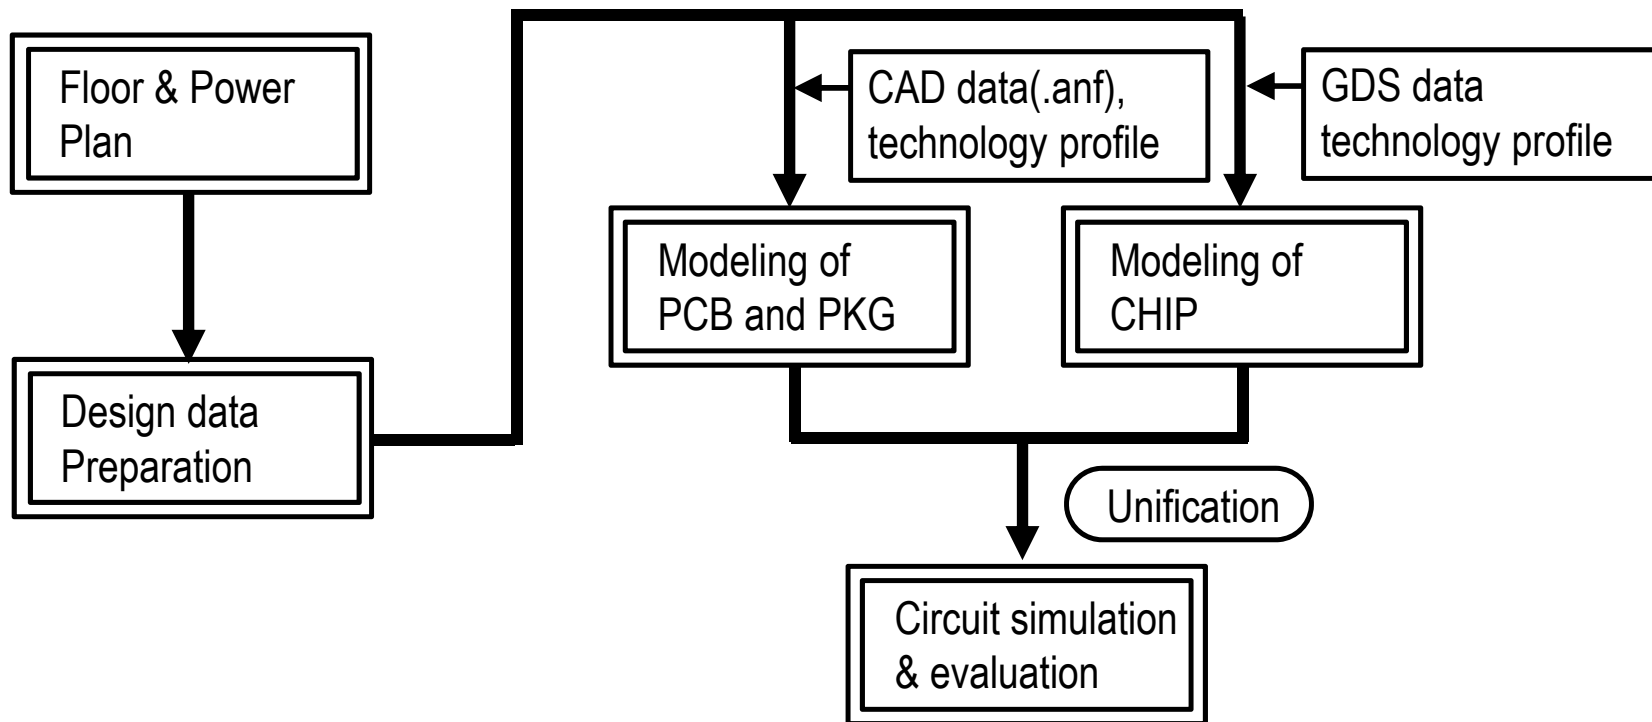 Floor & Power
Plan
CAD data(.anf),
technology profile
GDS data
technology profile
Modeling of
PCB and PKG
Modeling of
CHIP
Design data
Preparation
Unification
Circuit simulation
& evaluation